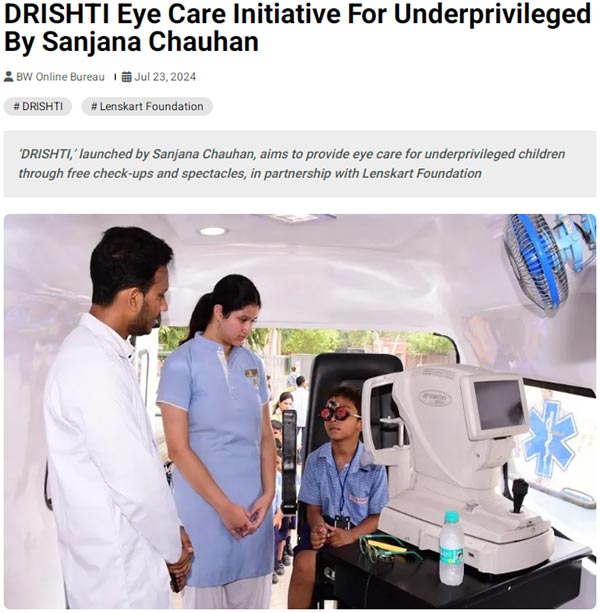 DRISHTI Eye Care Initiative For Underprivileged
By Sanjana Chauhan
BW Online Bureau
Jul 23, 2024
# DRISHTI
# Lenskart Foundation
‘DRISHTI,’ launched by Sanjana Chauhan, aims to provide eye care for underprivileged children
through free check-ups and spectacles, in partnership with Lenskart Foundation